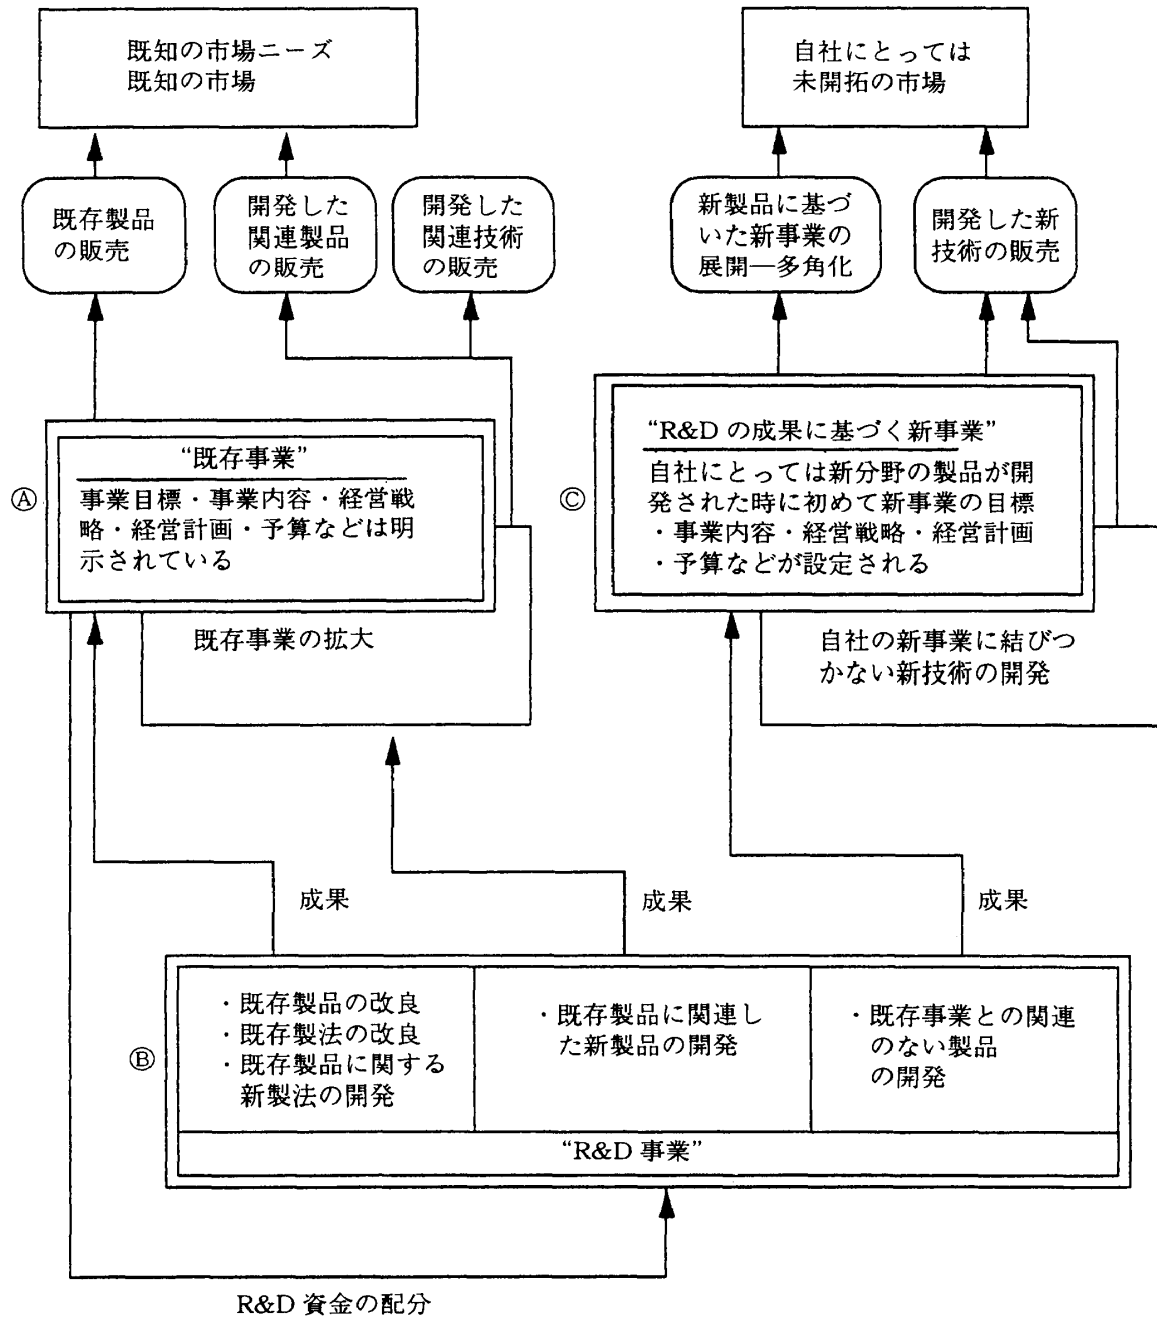 既知の市場ニーズ
既知の市場
自社にとっては
未開拓の市場
既存製品
の販売
開発した
関連製品
の販売
開発した
関連技術
の販売
新製品に基づ
いた新事業の
展開―多角化
開発した新
技術の販売
Ⓐ
“既存事業”
事業目標・事業内容・経営戦
略・経営計画・予算などは明
示されている
Ⓒ
“R&Dの成果に基づく新事業”
自社にとっては新分野の製品が開
発された時に初めて新事業の目標
・事業内容・経営戦略・経営計画
・予算などが設定される
既存事業の拡大
自社の新事業に結びつ
かない新技術の開発
成果
成果
成果
Ⓑ
・既存製品の改良
・既存製法の改良
・既存製品に関する
新製法の開発
・既存製品に関連し
た新製品の開発
・既存事業との関連
のない製品
の開発
“R&D 事業”
R&D 資金の配分